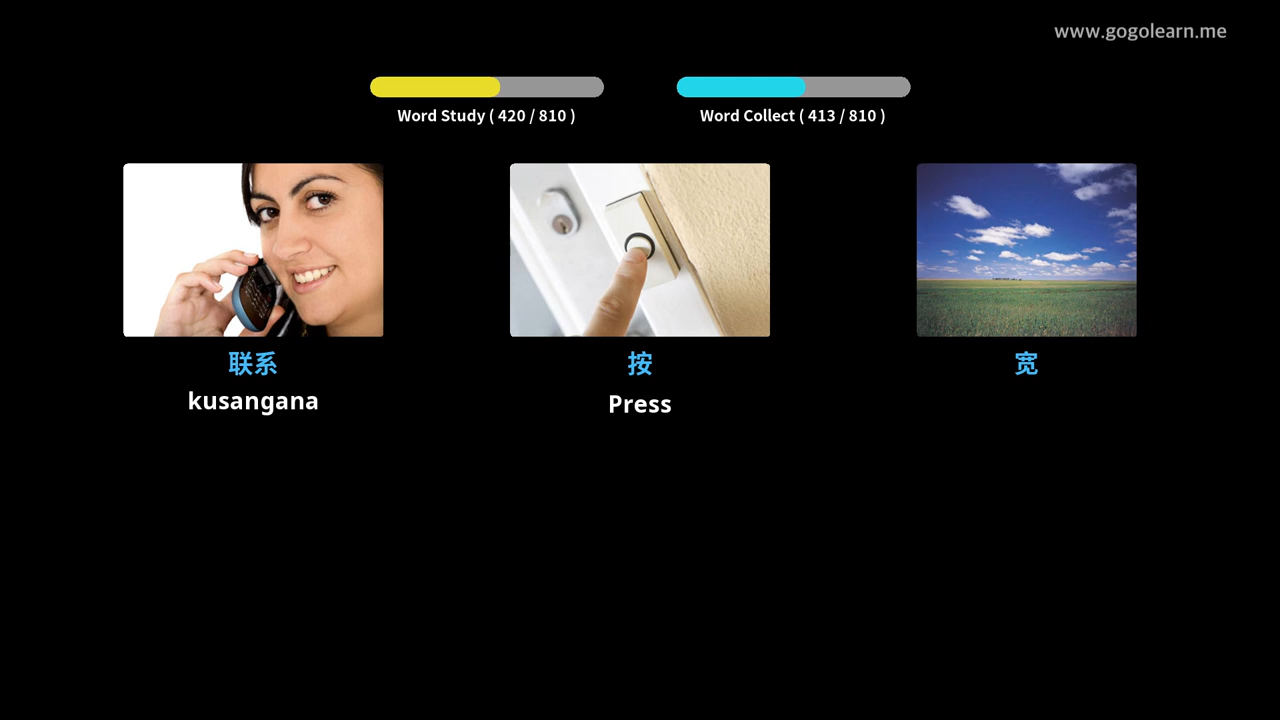 www.gogolearn.me
Word Study ( 420 / 810 )
Word Collect ( 413 / 810 )
联系
kusangana
按
Press
宽